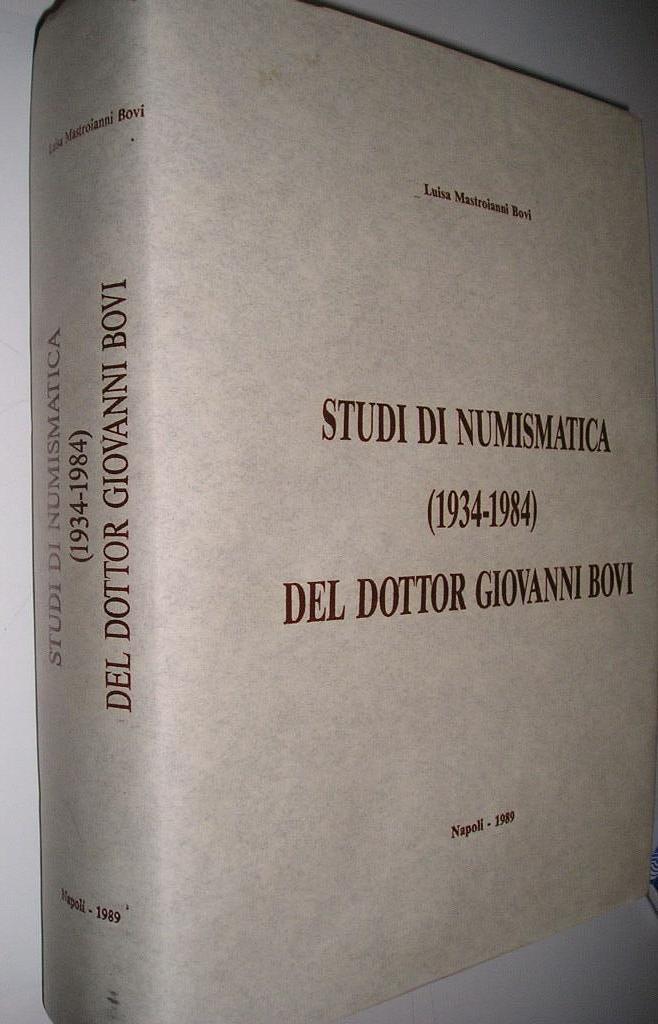 Luisa Mastroianni Bovi
STUDI DI NUMISMATICA
(1934-1984)
DEL DOTTOR GIOVANNI BOVI
Napoli - 1989
Luisa Mastroianni Bovi
STUDI DI NUMISMATICA
(1934-1984)
DEL DOTTOR GIOVANNI BOVI
Napoli - 1989